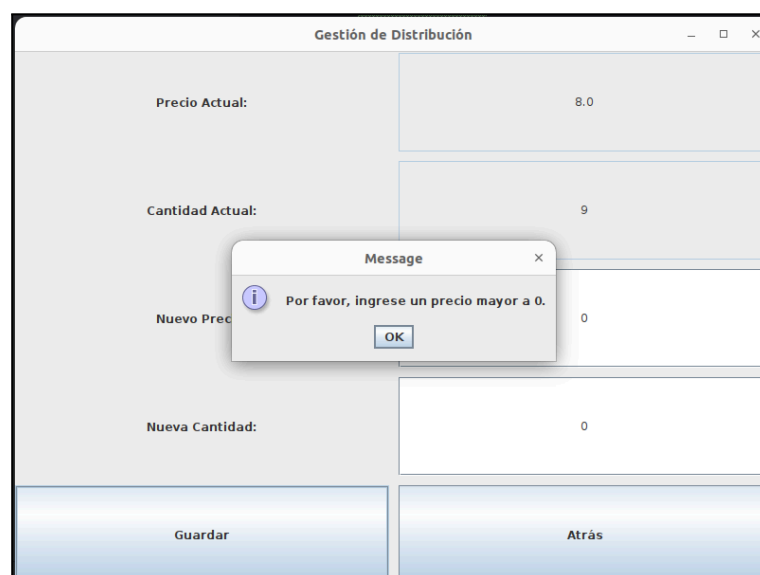 Gestión de Distribución
Precio Actual:
8.0
Cantidad Actual:
9
Message
Por favor, ingrese un precio mayor a 0.
OK
Nuevo Prec
0
Nueva Cantidad:
0
Guardar
Atrás